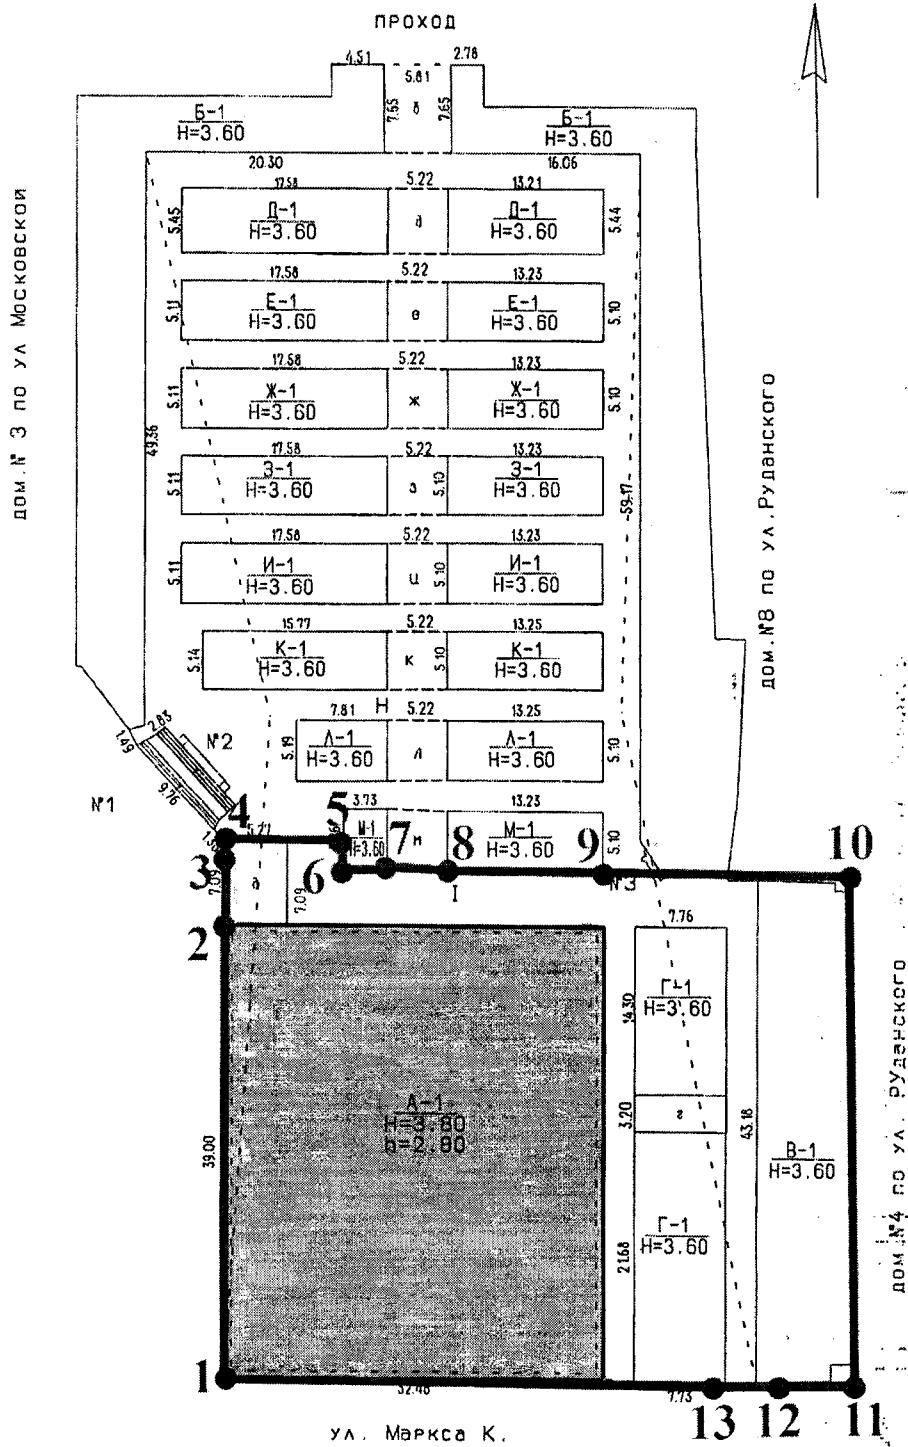 ПРОХОД
4.51
2.78
5.81
7.65
б
7.65
Б-1
H=3.60
Б-1
H=3.60
20.30
16.06
17.58
5.22
13.21
5.45
Д-1
H=3.60
д
Д-1
H=3.60
5.44
17.58
5.22
13.23
5.11
Е-1
H=3.60
е
Е-1
H=3.60
5.10
17.58
5.22
13.23
5.11
Ж-1
H=3.60
ж
Ж-1
H=3.60
5.10
49.36
17.58
5.22
13.23
5.11
З-1
H=3.60
з
5.10
З-1
H=3.60
59.17
17.58
5.22
13.23
5.11
И-1
H=3.60
и
5.10
И-1
H=3.60
15.77
5.22
13.25
5.14
К-1
H=3.60
к
5.10
К-1
H=3.60
7.81
Н
5.22
13.25
5.19
Л-1
H=3.60
л
Л-1
H=3.60
5.10
1.49
2.83
№2
9.76
№1
3.73
13.23
М-1
H=3.60
М-1
H=3.60
5.10
4
5
3
6
7
8
9
10
№3
I
7.09
7.09
2
7.76
14.30
Г-1
H=3.60
3.20
г
43.18
А-1
H=3.80
h=2.80
39.00
В-1
H=3.60
21.68
Г-1
H=3.60
1
32.48
7.73
13
12
11
ул. Маркса К.
дом.№ 3 по ул Московской
дом.№8 по ул.Руданского
дом.№4 по ул. Руданского